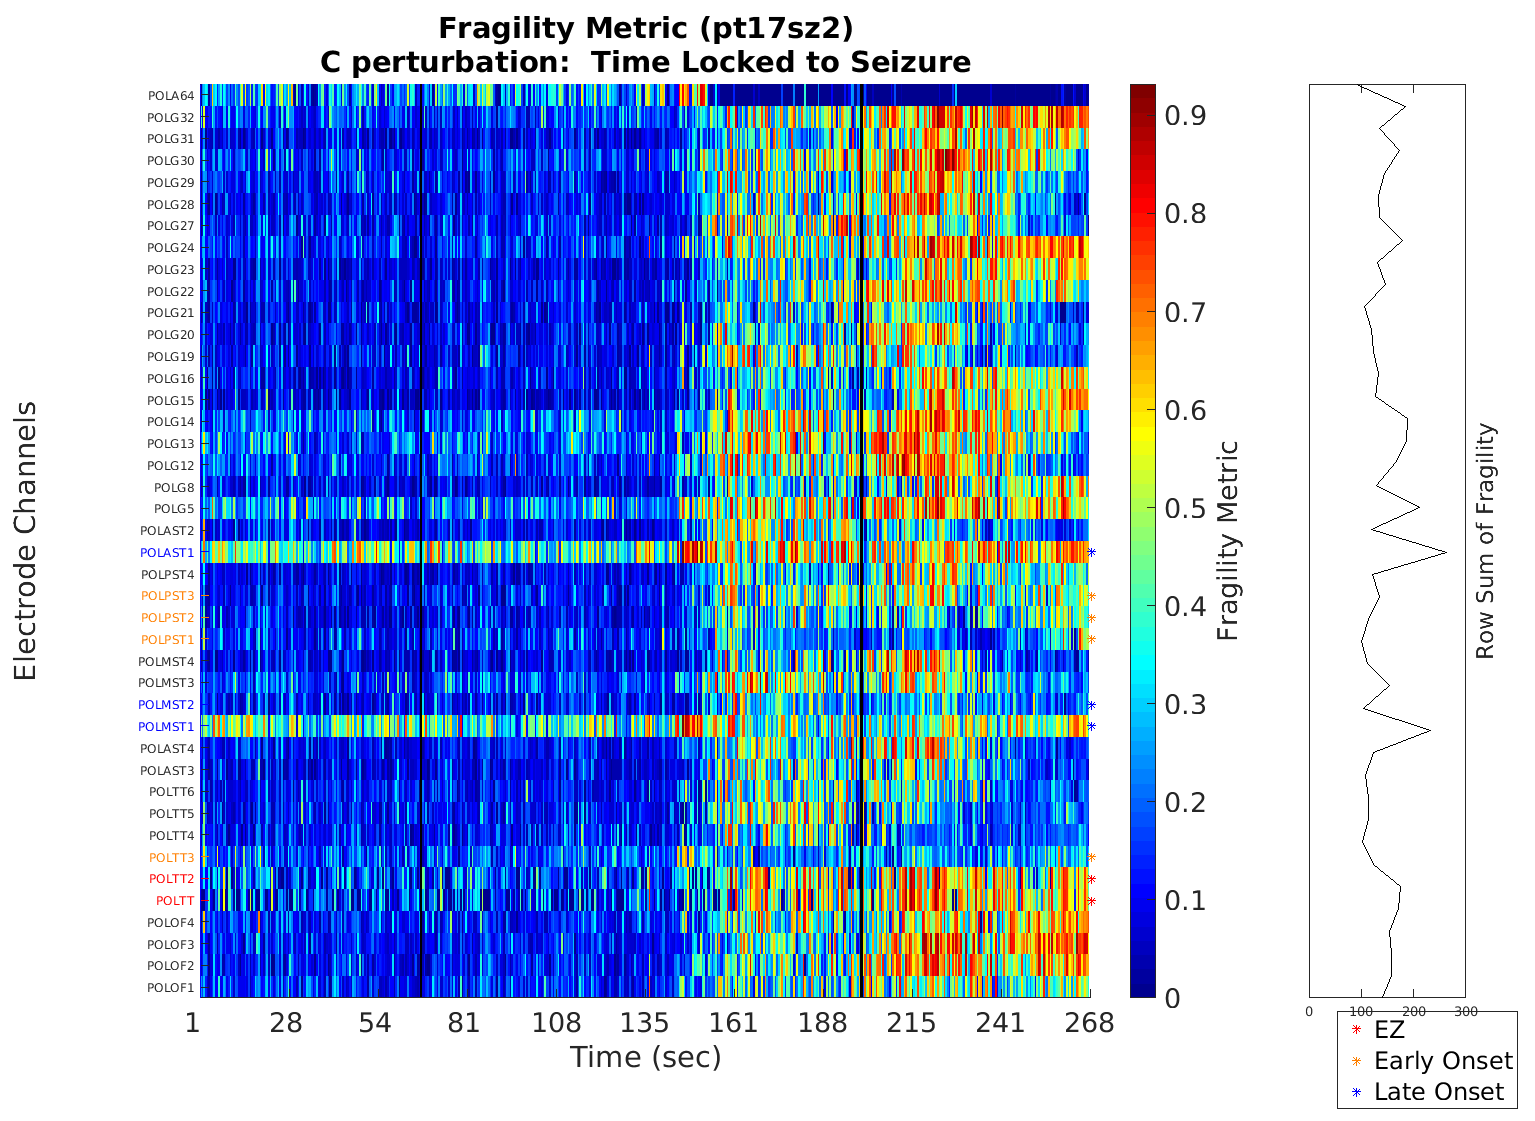 Fragility Metric (pt17sz2)
C perturbation:  Time Locked to Seizure
Electrode Channels
POLA64
POLG32
POLG31
POLG30
POLG29
POLG28
POLG27
POLG24
POLG23
POLG22
POLG21
POLG20
POLG19
POLG16
POLG15
POLG14
POLG13
POLG12
POLG8
POLG5
POLAST2
POLAST1
POLPST4
POLPST3
POLPST2
POLPST1
POLMST4
POLMST3
POLMST2
POLMST1
POLAST4
POLAST3
POLTT6
POLTT5
POLTT4
POLTT3
POLTT2
POLTT
POLOF4
POLOF3
POLOF2
POLOF1
1 28 54 81 108 135 161 188 215 241 268
Time (sec)
0.9
0.8
0.7
0.6
0.5
0.4
0.3
0.2
0.1
0
Fragility Metric
0 100 200 300
Row Sum of Fragility
EZ
Early Onset
Late Onset